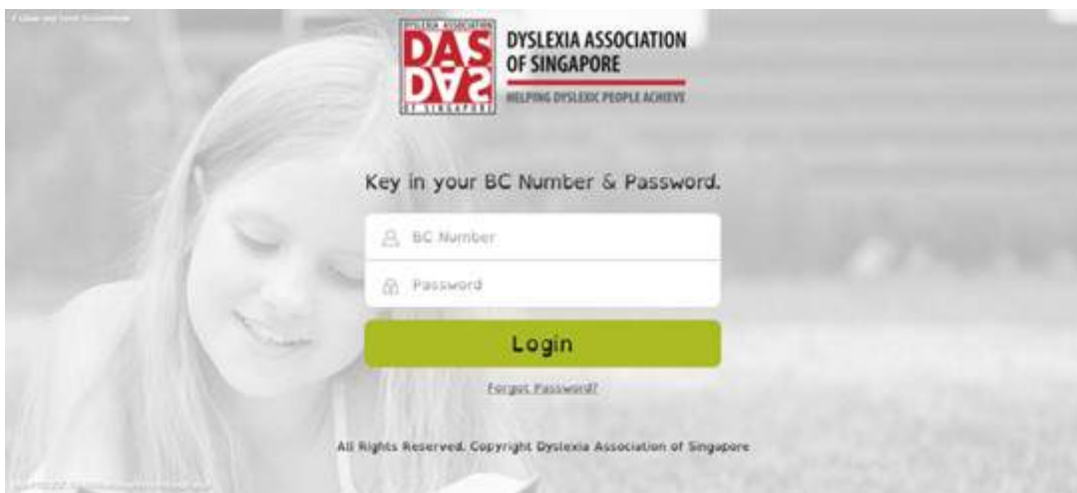 DYSLEXIA ASSOCIATION
DAS
DAS
OF SINGAPORE
DYSLEXIA ASSOCIATION
OF SINGAPORE
HELPING DYSLEXIC PEOPLE ACHIEVE
Key in your BC Number & Password.
BC Number
Password
Login
Forgot Password?
All Rights Reserved. Copyright Dyslexia Association of Singapore